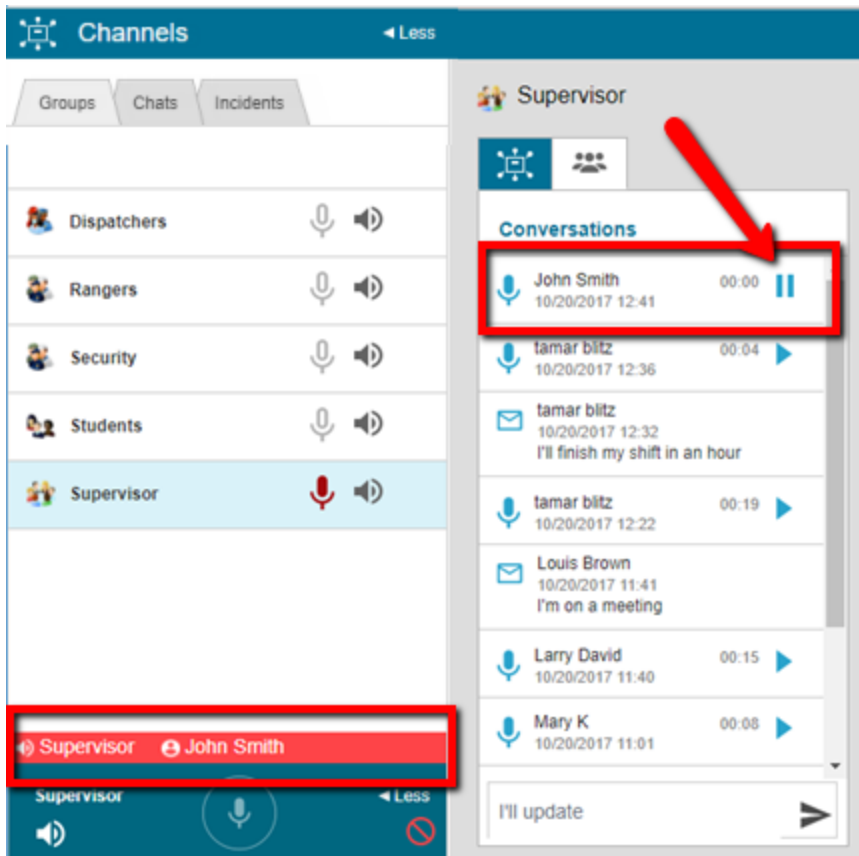 Channels
Less
Groups Chats Incidents
Dispatchers
Rangers
Security
Students
Supervisor
Supervisor John Smith
Supervisor
Less
Supervisor
Conversations
John Smith 00:00
10/20/2017 12:41
tamar blitz 00:04
10/20/2017 12:36
tamar blitz
10/20/2017 12:32
I'll finish my shift in an hour
tamar blitz 00:19
10/20/2017 12:22
Louis Brown
10/20/2017 11:41
I'm on a meeting
Larry David 00:15
10/20/2017 11:40
Mary K 00:08
10/20/2017 11:01
I'll update